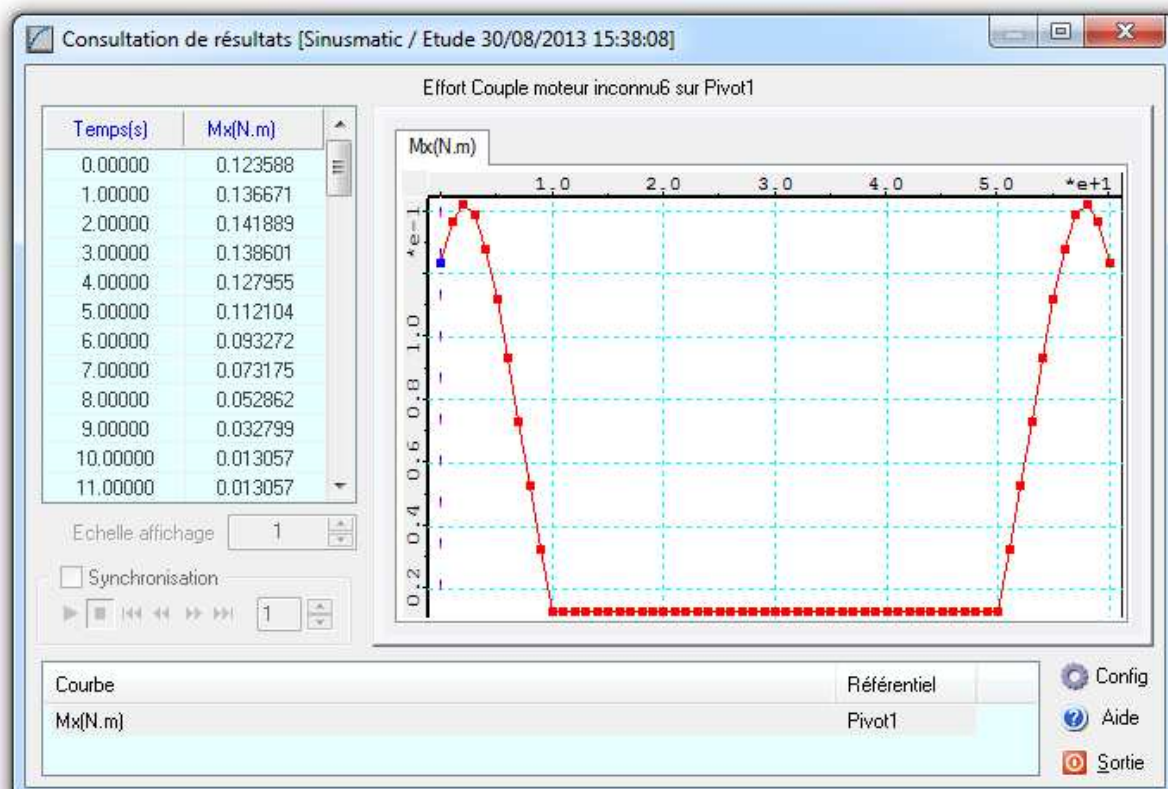 Consultation de résultats [Sinusmatic / Etude 30/08/2013 15:38:08]
Effort Couple moteur inconnu6 sur Pivot1
Temps(s) Mx(N.m)
0.00000 0.123588
1.00000 0.136671
2.00000 0.141889
3.00000 0.138601
4.00000 0.127955
5.00000 0.112104
6.00000 0.093272
7.00000 0.073175
8.00000 0.052862
9.00000 0.032799
10.00000 0.013057
11.00000 0.013057
Mx(N.m)
1.0 2.0 3.0 4.0 5.0 *e+1
*e-1
1.0
0.8
0.6
0.4
0.2
Echelle affichage 1
Synchronisation
1
Courbe Référentiel
Mx(N.m) Pivot1
Config
Aide
Sortie